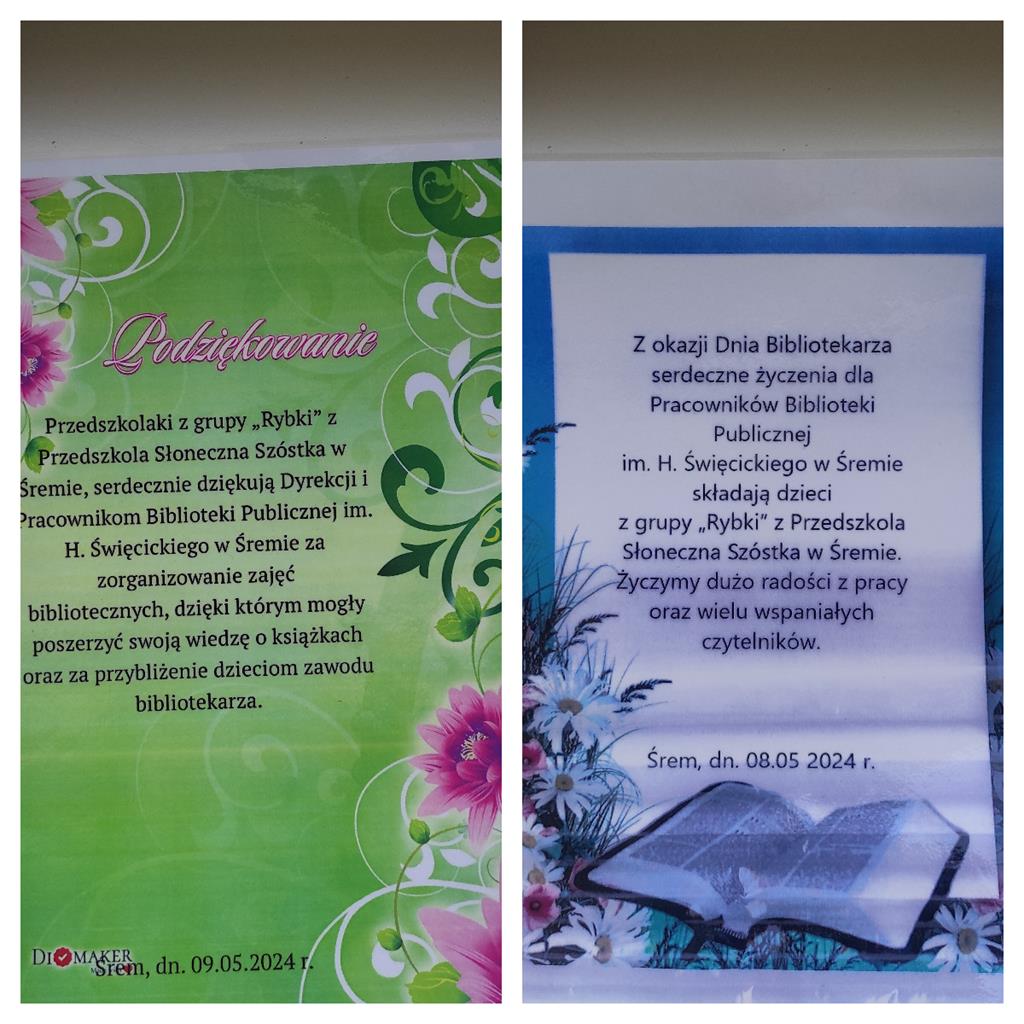 Podziękowanie
Przedszkolaki z grupy „Rybki” z
Przedszkola Słoneczna Szóstka w
Śremie, serdecznie dziękują Dyrekcji i
Pracownikom Biblioteki Publicznej im.
H. Święcickiego w Śremie za
zorganizowanie zajęć
bibliotecznych, dzięki którym mogły
poszerzyć swoją wiedzę o książkach
oraz za przybliżenie dzieciom zawodu
bibliotekarza.
Śrem, dn. 09.05.2024 r.
Z okazji Dnia Bibliotekarza
serdeczne życzenia dla
Pracowników Biblioteki
Publicznej
im. H. Święcickiego w Śremie
składają dzieci
z grupy „Rybki” z Przedszkola
Słoneczna Szóstka w Śremie.
Życzymy dużo radości z pracy
oraz wielu wspaniałych
czytelników.
Śrem, dn. 08.05 2024 r.